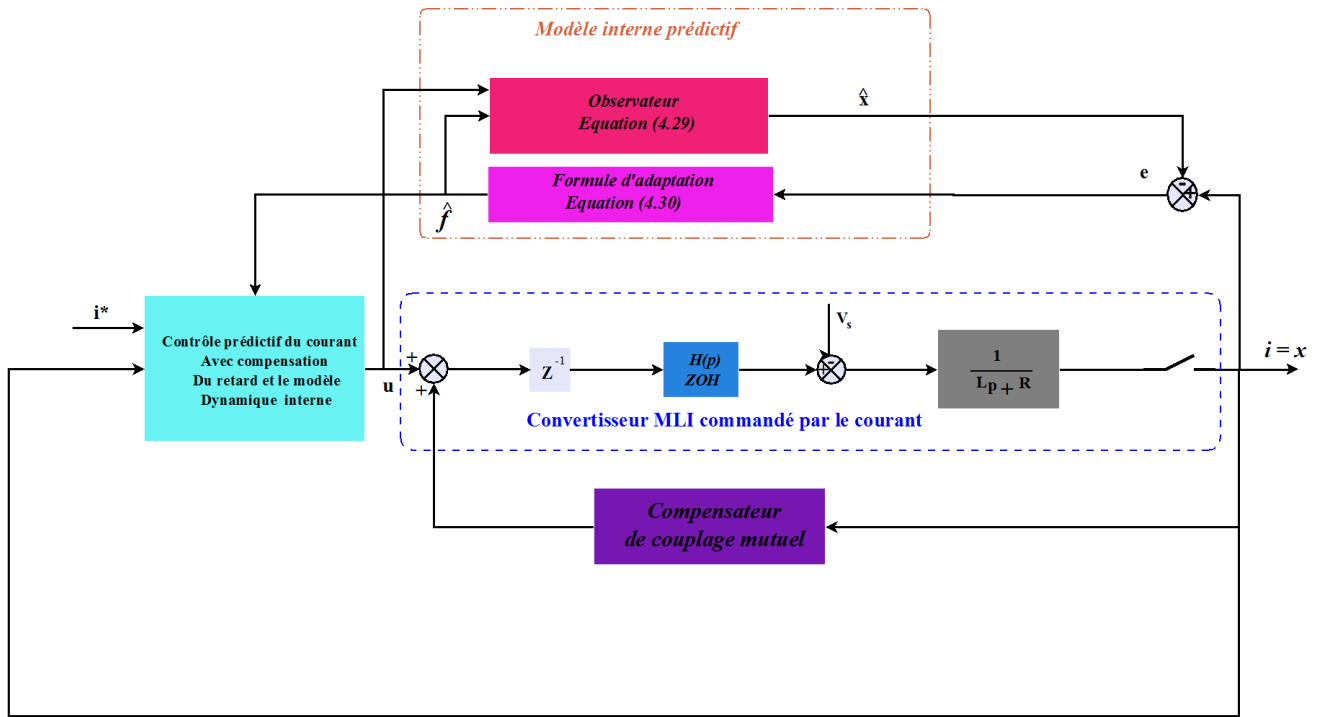 Modèle interne prédictif
Observateur
Equation (4.29)
x̂
Formule d'adaptation
Equation (4.30)
e
-
+
f̂
i*
Contrôle prédictif du courant
Avec compensation
Du retard et le modèle
Dynamique interne
u
+
+
Z⁻¹
H(p)
ZOH
Vₛ
-
+
1
Lp + R
i = x
Convertisseur MLI commandé par le courant
Compensateur
de couplage mutuel